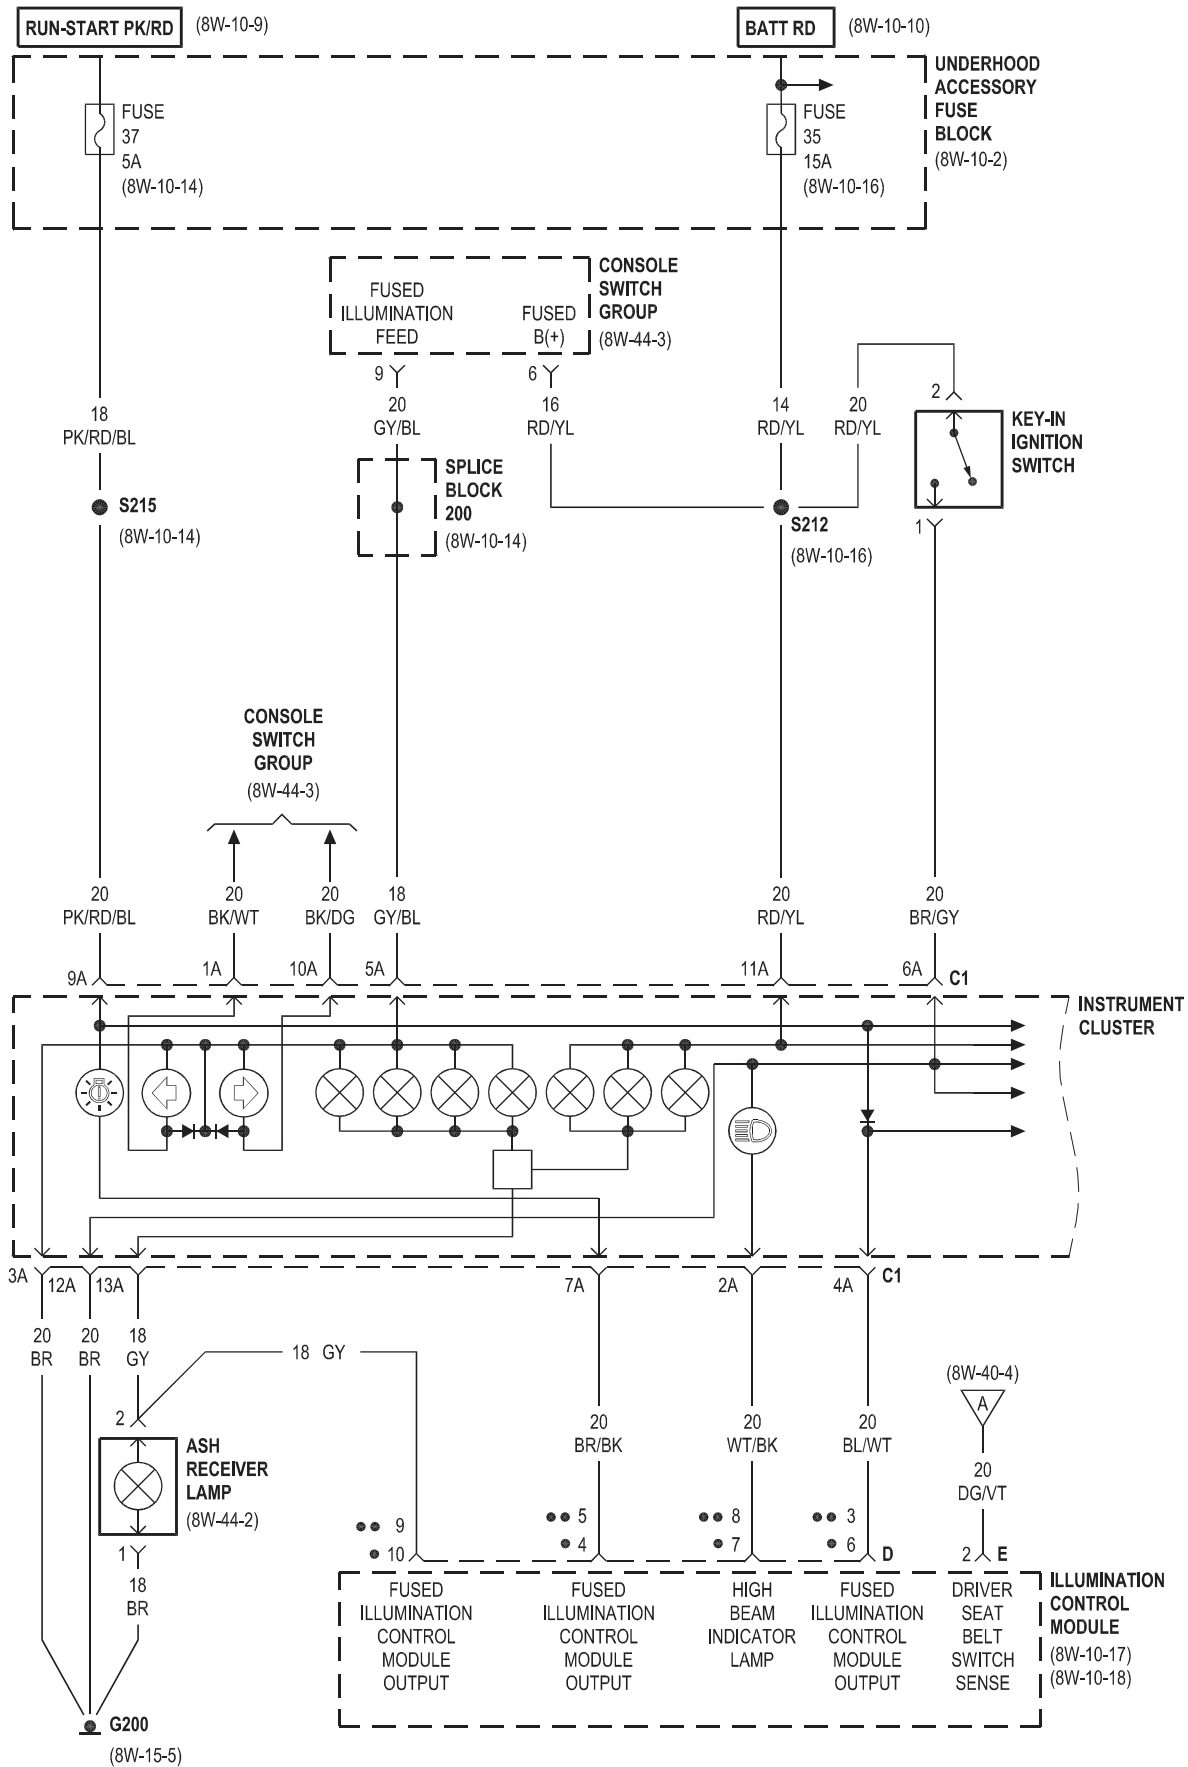 RUN-START PK/RD (8W-10-9)
BATT RD (8W-10-10)
UNDERHOOD
ACCESSORY
FUSE
BLOCK
(8W-10-2)
FUSE
37
5A
(8W-10-14)
FUSE
35
15A
(8W-10-16)
CONSOLE
SWITCH
GROUP
(8W-44-3)
FUSED
ILLUMINATION
FEED
FUSED
B(+)
9
6
2
18
PK/RD/BL
20
GY/BL
16
RD/YL
14
RD/YL
20
RD/YL
KEY-IN
IGNITION
SWITCH
1
S215
(8W-10-14)
SPLICE
BLOCK
200
(8W-10-14)
S212
(8W-10-16)
CONSOLE
SWITCH
GROUP
(8W-44-3)
20
PK/RD/BL
20
BK/WT
20
BK/DG
18
GY/BL
20
RD/YL
20
BR/GY
9A
1A
10A
5A
11A
6A
C1
INSTRUMENT
CLUSTER
3A
12A
13A
7A
2A
4A
C1
20
BR
20
BR
18
GY
18 GY
(8W-40-4)
A
2
ASH
RECEIVER
LAMP
(8W-44-2)
1
18
BR
20
BR/BK
20
WT/BK
20
BL/WT
20
DG/VT
•• 9
• 10
•• 5
• 4
•• 8
• 7
•• 3
• 6
D
2
E
FUSED
ILLUMINATION
CONTROL
MODULE
OUTPUT
FUSED
ILLUMINATION
CONTROL
MODULE
OUTPUT
HIGH
BEAM
INDICATOR
LAMP
FUSED
ILLUMINATION
CONTROL
MODULE
OUTPUT
DRIVER
SEAT
BELT
SWITCH
SENSE
ILLUMINATION
CONTROL
MODULE
(8W-10-17)
(8W-10-18)
G200
(8W-15-5)